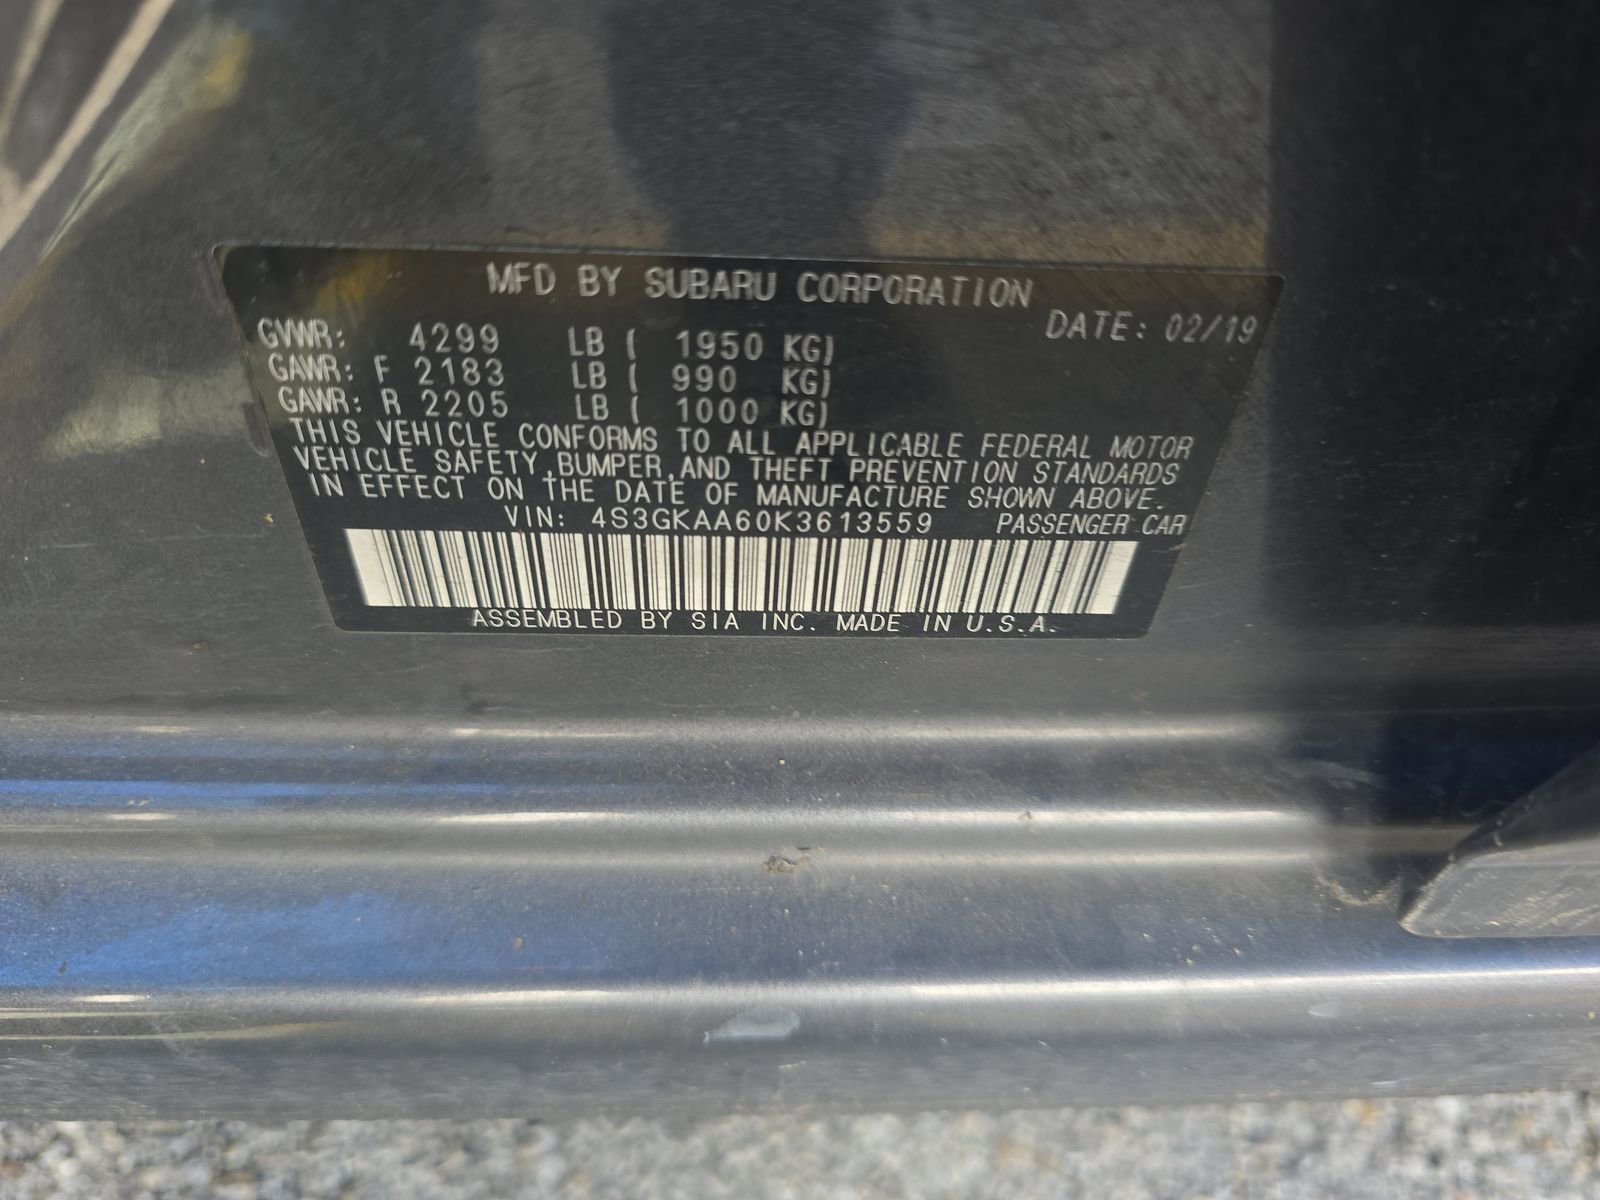 MFD BY SUBARU CORPORATION
DATE: 02/19
GVWR: 4299 LB ( 1950 KG)
GAWR: F 2183 LB ( 990 KG)
GAWR: R 2205 LB ( 1000 KG)
THIS VEHICLE CONFORMS TO ALL APPLICABLE FEDERAL MOTOR
VEHICLE SAFETY,BUMPER,AND THEFT PREVENTION STANDARDS
IN EFFECT ON THE DATE OF MANUFACTURE SHOWN ABOVE.
VIN: 4S3GKAA60K3613559 PASSENGER CAR
ASSEMBLED BY SIA INC. MADE IN U.S.A.